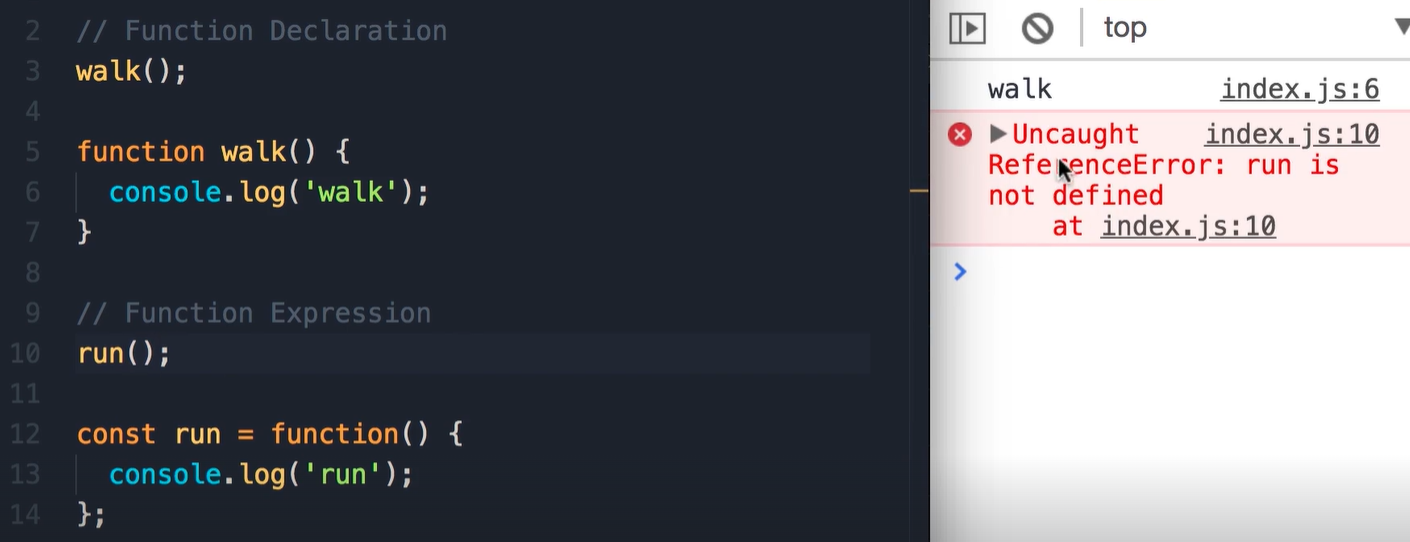 2 // Function Declaration
3 walk();
4
5 function walk() {
6 console.log('walk');
7 }
8
9 // Function Expression
10 run();
11
12 const run = function() {
13 console.log('run');
14 };
top
walk index.js:6
Uncaught index.js:10
ReferenceError: run is
not defined
at index.js:10